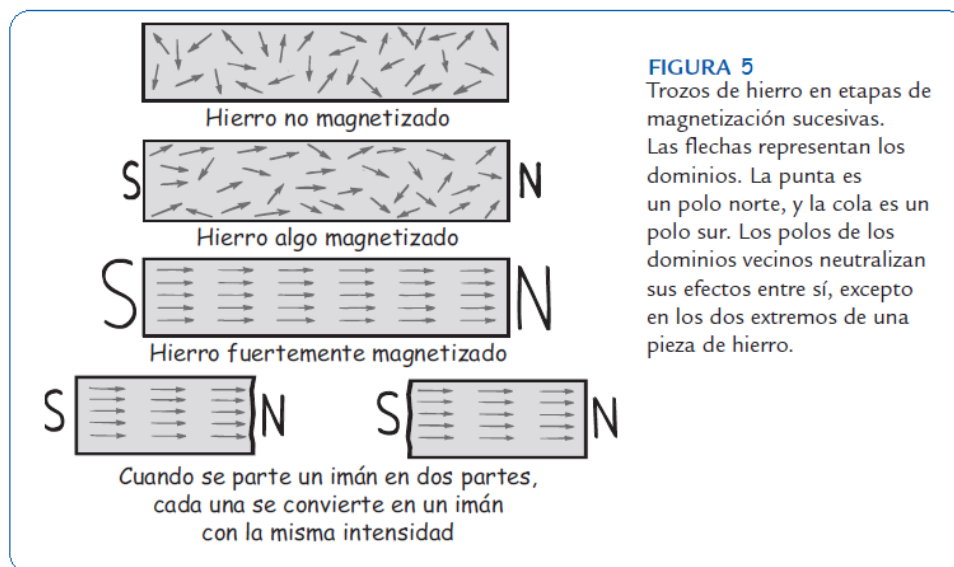 Hierro no magnetizado
S N
Hierro algo magnetizado
S N
Hierro fuertemente magnetizado
S N S N
Cuando se parte un imán en dos partes,
cada una se convierte en un imán
con la misma intensidad
FIGURA 5
Trozos de hierro en etapas de
magnetización sucesivas.
Las flechas representan los
dominios. La punta es
un polo norte, y la cola es un
polo sur. Los polos de los
dominios vecinos neutralizan
sus efectos entre sí, excepto
en los dos extremos de una
pieza de hierro.